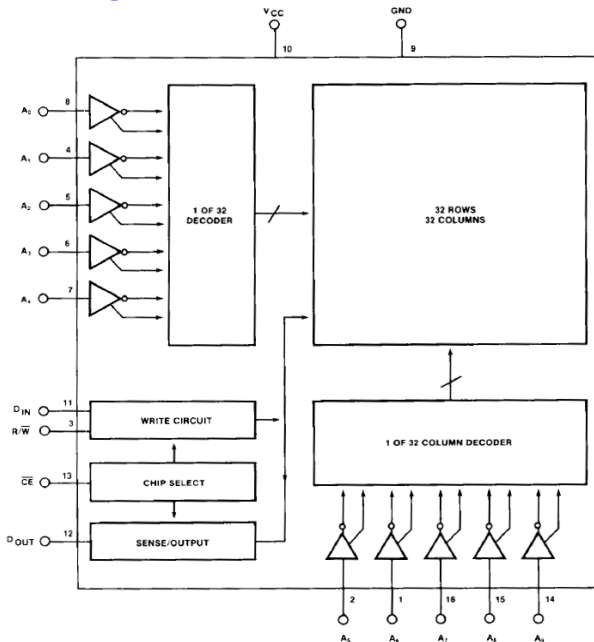 VCC
GND
10
9
A0
8
A1
4
A2
5
A3
6
A4
7
1 OF 32
DECODER
32 ROWS
32 COLUMNS
DIN
11
R/W̅
3
WRITE CIRCUIT
C̅E̅
13
CHIP SELECT
DOUT
12
SENSE/OUTPUT
1 OF 32 COLUMN DECODER
2
1
16
15
14
A5
A6
A7
A8
A9